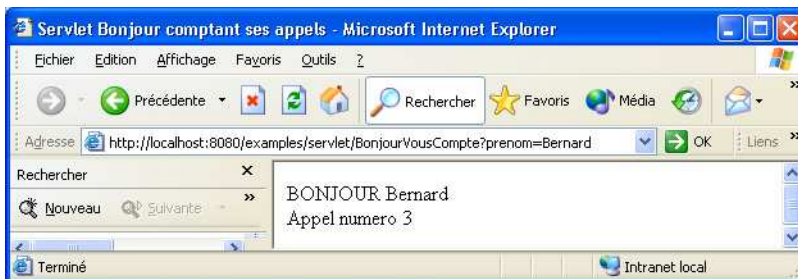 Servlet Bonjour comptant ses appels - Microsoft Internet Explorer
Fichier Edition Affichage Favoris Outils ?
Précédente Rechercher Favoris Média »
Adresse http://localhost:8080/examples/servlet/BonjourVousCompte?prenom=Bernard OK Liens »
Rechercher ×
Nouveau Suivante »
BONJOUR Bernard
Appel numero 3
Terminé Intranet local